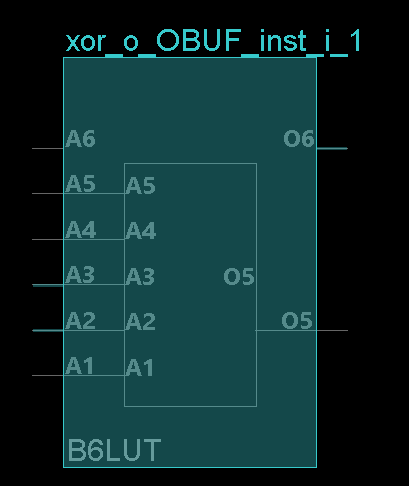 xor_o_OBUF_inst_i_1
A6 O6
A5 A5
A4 A4
A3 A3 O5
A2 A2 O5
A1 A1
B6LUT